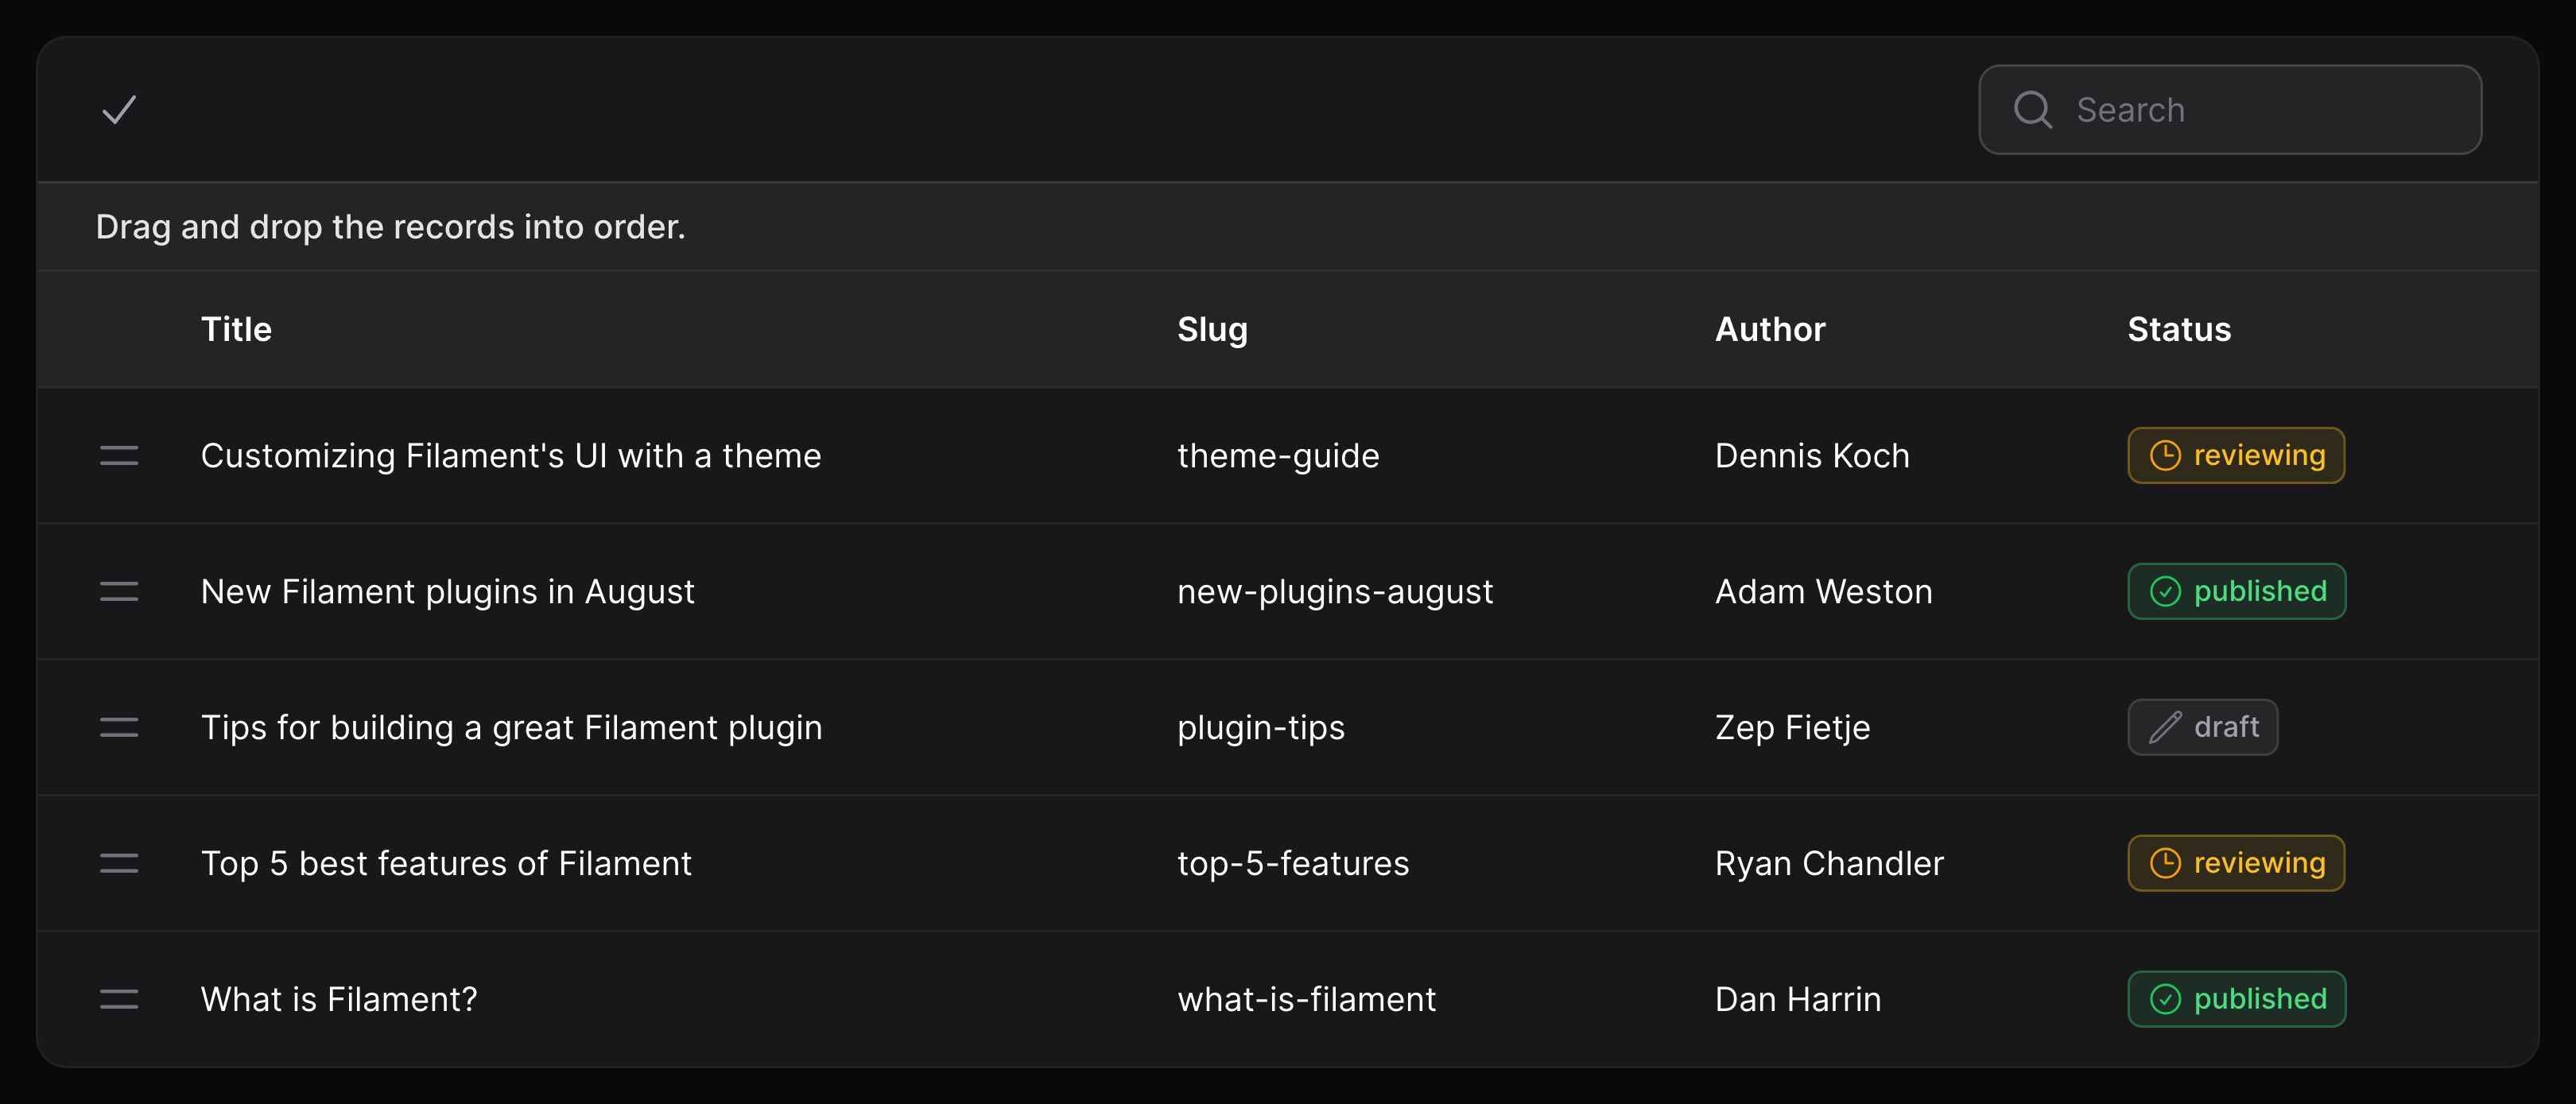 Search
Drag and drop the records into order.
Title Slug Author Status
Customizing Filament's UI with a theme theme-guide Dennis Koch reviewing
New Filament plugins in August new-plugins-august Adam Weston published
Tips for building a great Filament plugin plugin-tips Zep Fietje draft
Top 5 best features of Filament top-5-features Ryan Chandler reviewing
What is Filament? what-is-filament Dan Harrin published